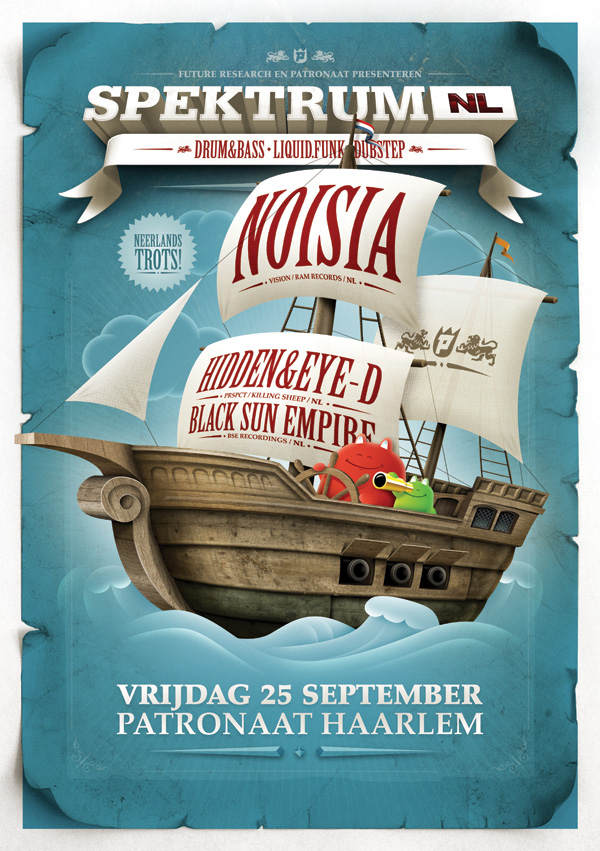 FUTURE RESEARCH EN PATRONAAT PRESENTEREN
SPEKTRUM NL
DRUM&BASS • LIQUID.FUNK • DUBSTEP
NEERLANDS
TROTS!
NOISIA
• VISION / RAM RECORDS / NL •
P
HIDDEN&EYE-D
• PRSPCT / KILLING SHEEP / NL •
BLACK SUN EMPIRE
• BSE RECORDINGS / NL •
VRIJDAG 25 SEPTEMBER
PATRONAAT HAARLEM